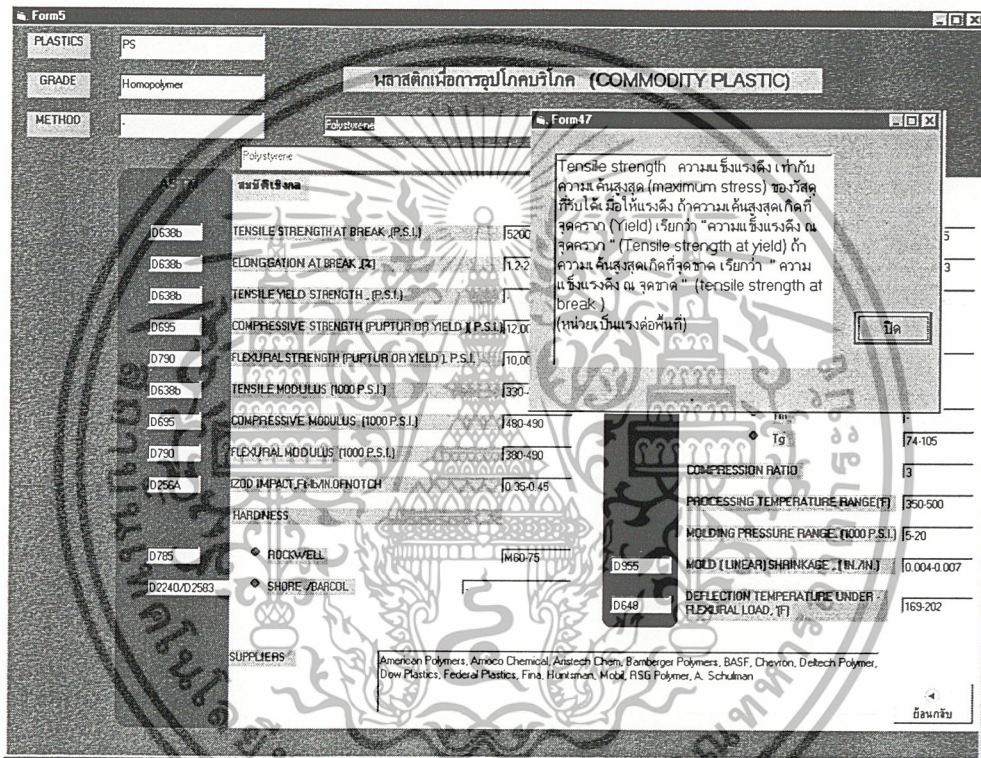 Form5
PLASTICS
PS
GRADE
Homopolymer
METHOD
-
พลาสติกเพื่อการอุปโภคบริโภค (COMMODITY PLASTIC)
Polystyrene
Polystyrene
ASTM
สมบัติเชิงกล
D638b TENSILE STRENGTH AT BREAK ,(P.S.I.) 5200
D638b ELONGGATION AT BREAK ,(%) 1.2-2
D638b TENSILE YIELD STRENGTH , (P.S.I.) -
D695 COMPRESSIVE STRENGTH (PUPTUR OR YIELD )( P.S.I.) 12,00
D790 FLEXURAL STRENGTH (PUPTUR OR YIELD ), P.S.I. 10,00
D638b TENSILE MODULUS (1000 P.S.I.) 330-
D695 COMPRESSIVE MODULUS (1000 P.S.I.) 480-490
D790 FLEXURAL MODULUS (1000 P.S.I.) 380-490
D256A IZOD IMPACT,Ft-lb/IN.OFNOTCH 0.35-0.45
HARDNESS
D785 ROCKWELL M60-75
D2240/D2583 SHORE /BARCOL -
SUPPLIERS
American Polymers, Amoco Chemical, Aristech Chem, Bamberger Polymers, BASF, Chevron, Deltech Polymer,
Dow Plastics, Federal Plastics, Fina, Huntsman, Mobil, RSG Polymer, A. Schulman
Form47
Tensile strength ความแข็งแรงดึง เท่ากับ
ความเค้นสูงสุด (maximum stress) ของวัสดุ
ที่รับได้เมื่อให้แรงดึง ถ้าความเค้นสูงสุดเกิดที่
จุดคราก (Yield) เรียกว่า "ความแข็งแรงดึง ณ
จุดคราก " (Tensile strength at yield) ถ้า
ความเค้นสูงสุดเกิดที่จุดขาด เรียกว่า " ความ
แข็งแรงดึง ณ จุดขาด " (tensile strength at
break )
(หน่วยเป็นแรงต่อพื้นที่)
ปิด
5
3
-
Tg 74-105
COMPRESSION RATIO 3
PROCESSING TEMPERATURE RANGE(F) 350-500
MOLDING PRESSURE RANGE, (1000 P.S.I.) 5-20
D955 MOLD ( LINEAR) SHRINKAGE , ( IN./IN.) 0.004-0.007
D648 DEFLECTION TEMPERATURE UNDER -
FLEXURAL LOAD, '(F) 169-202
ย้อนกลับ